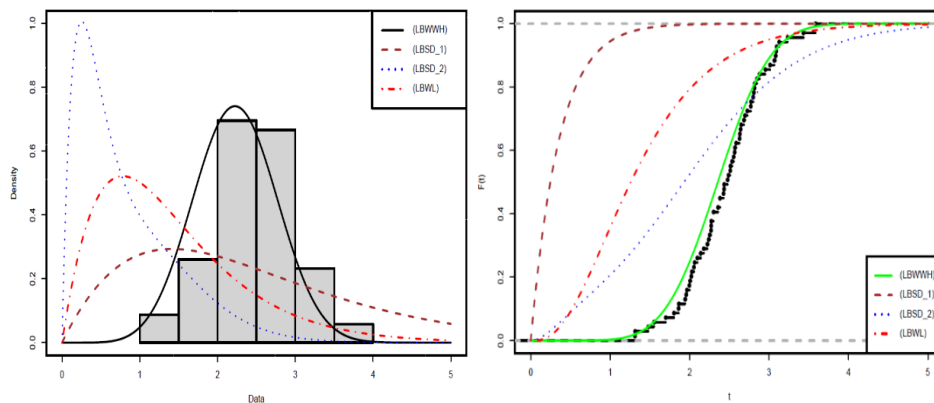 (LBWWH)
(LBSD_1)
(LBSD_2)
(LBWL)
Density
0.0
0.2
0.4
0.6
0.8
1.0
0
1
2
3
4
5
Data
(LBWWH)
(LBSD_1)
(LBSD_2)
(LBWL)
F(t)
0.0
0.2
0.4
0.6
0.8
1.0
0
1
2
3
4
5
t